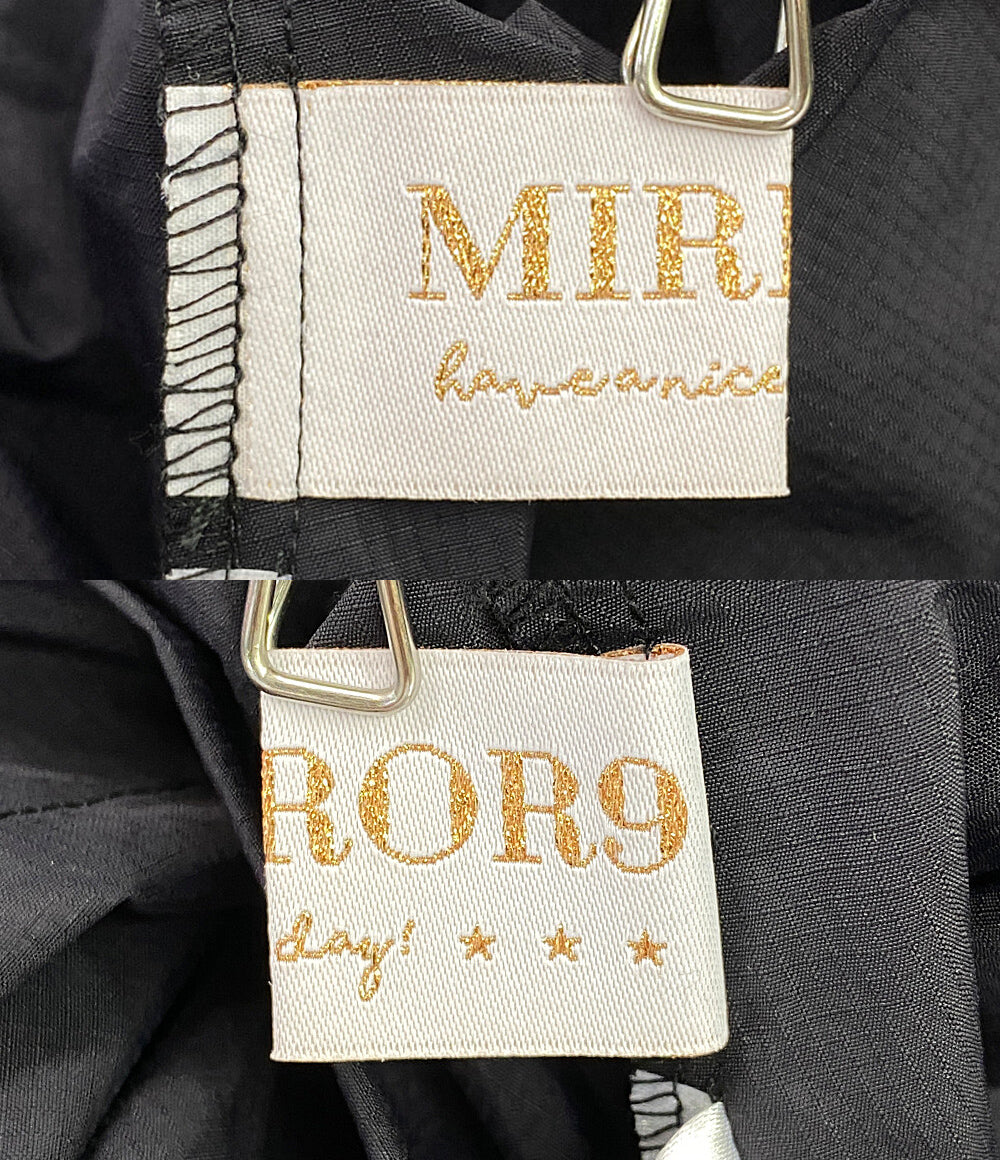 MIRR
have a nice
ROR9
day! ★ ★ ★